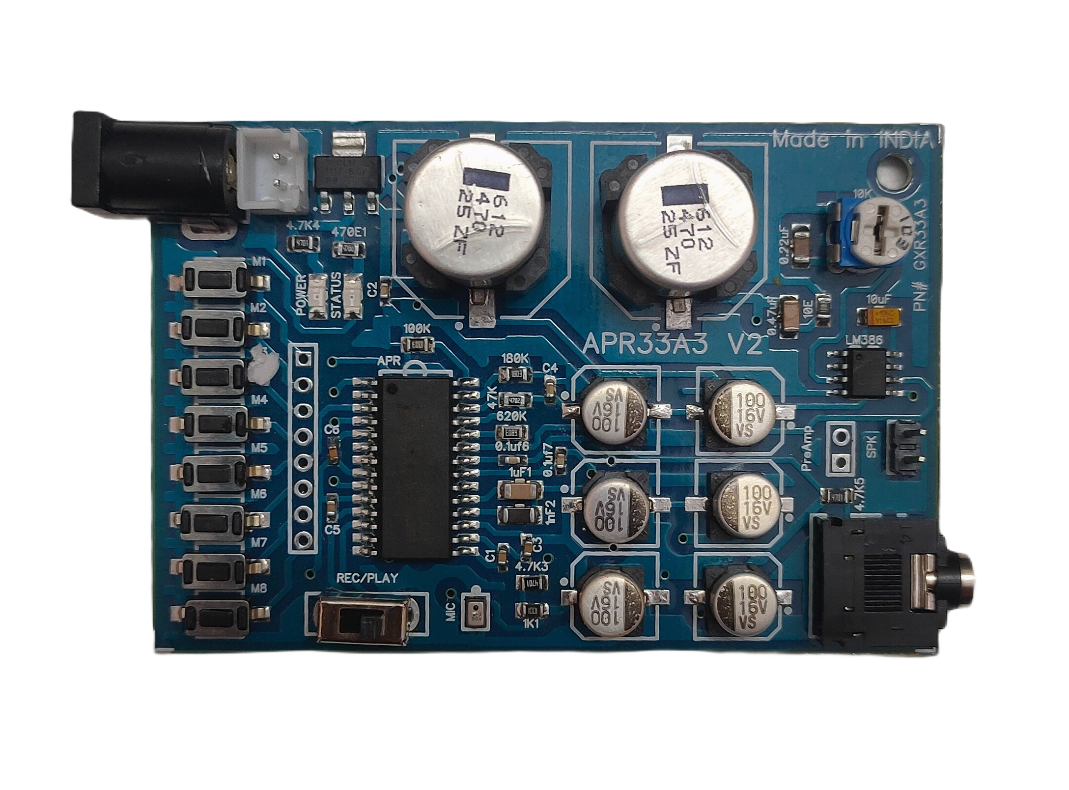 Made in INDIA
PN# GXR33A3
10K
0.22uF
0.47uF
10E
10uF
LM386
APR33A3 V2
612
470
25 ZF
612
470
25 ZF
4.7K4
470E1
POWER
STATUS
C2
M1
M2
M4
M5
M6
M7
M8
100K
APR
180K
C4
47K
620K
0.1uf6
0.1uf7
1uF1
1nF2
C6
C5
C1
C3
4.7K3
1K1
REC/PLAY
MIC
PreAmp
SPK
4.7K5
100
16V
VS
100
16V
VS
100
16V
VS
100
16V
VS
100
16V
VS
100
16V
VS